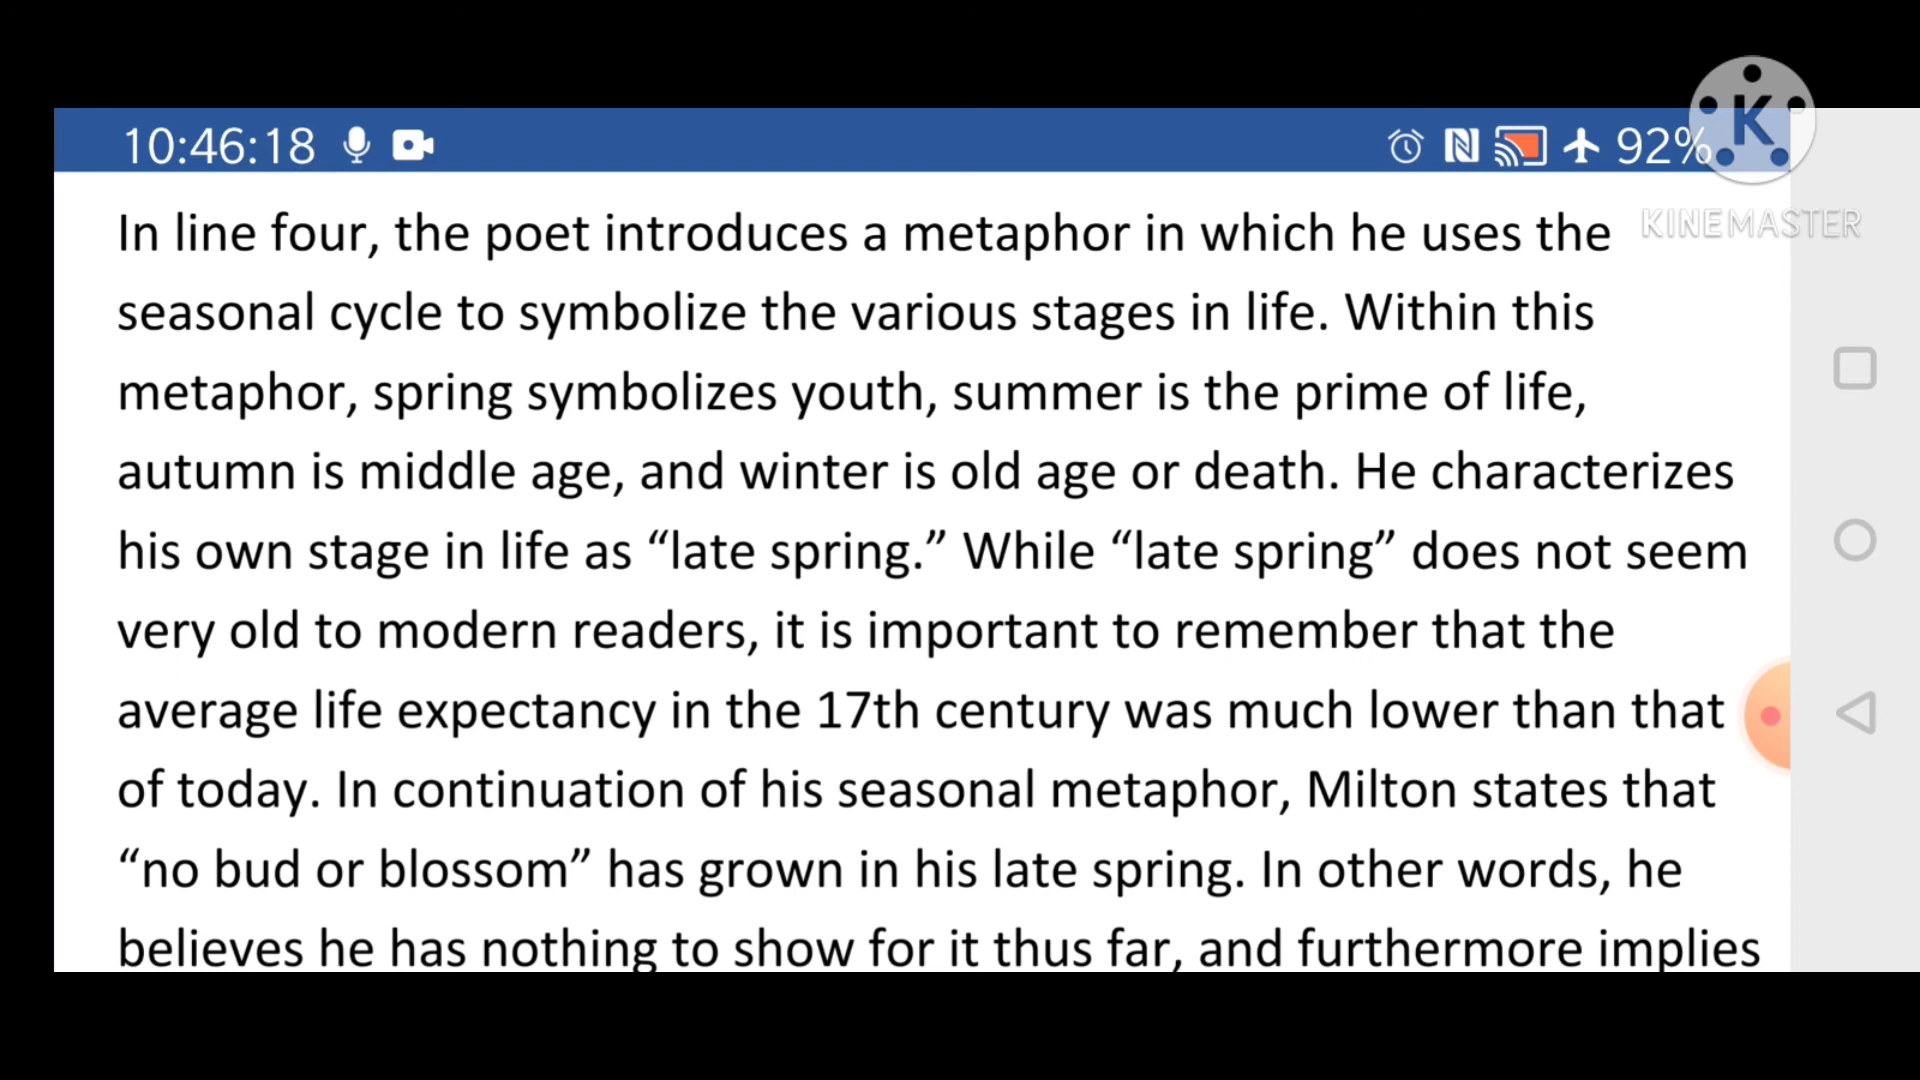 10:46:18 92%
K
KINEMASTER
In line four, the poet introduces a metaphor in which he uses the
seasonal cycle to symbolize the various stages in life. Within this
metaphor, spring symbolizes youth, summer is the prime of life,
autumn is middle age, and winter is old age or death. He characterizes
his own stage in life as “late spring.” While “late spring” does not seem
very old to modern readers, it is important to remember that the
average life expectancy in the 17th century was much lower than that
of today. In continuation of his seasonal metaphor, Milton states that
“no bud or blossom” has grown in his late spring. In other words, he
believes he has nothing to show for it thus far, and furthermore implies